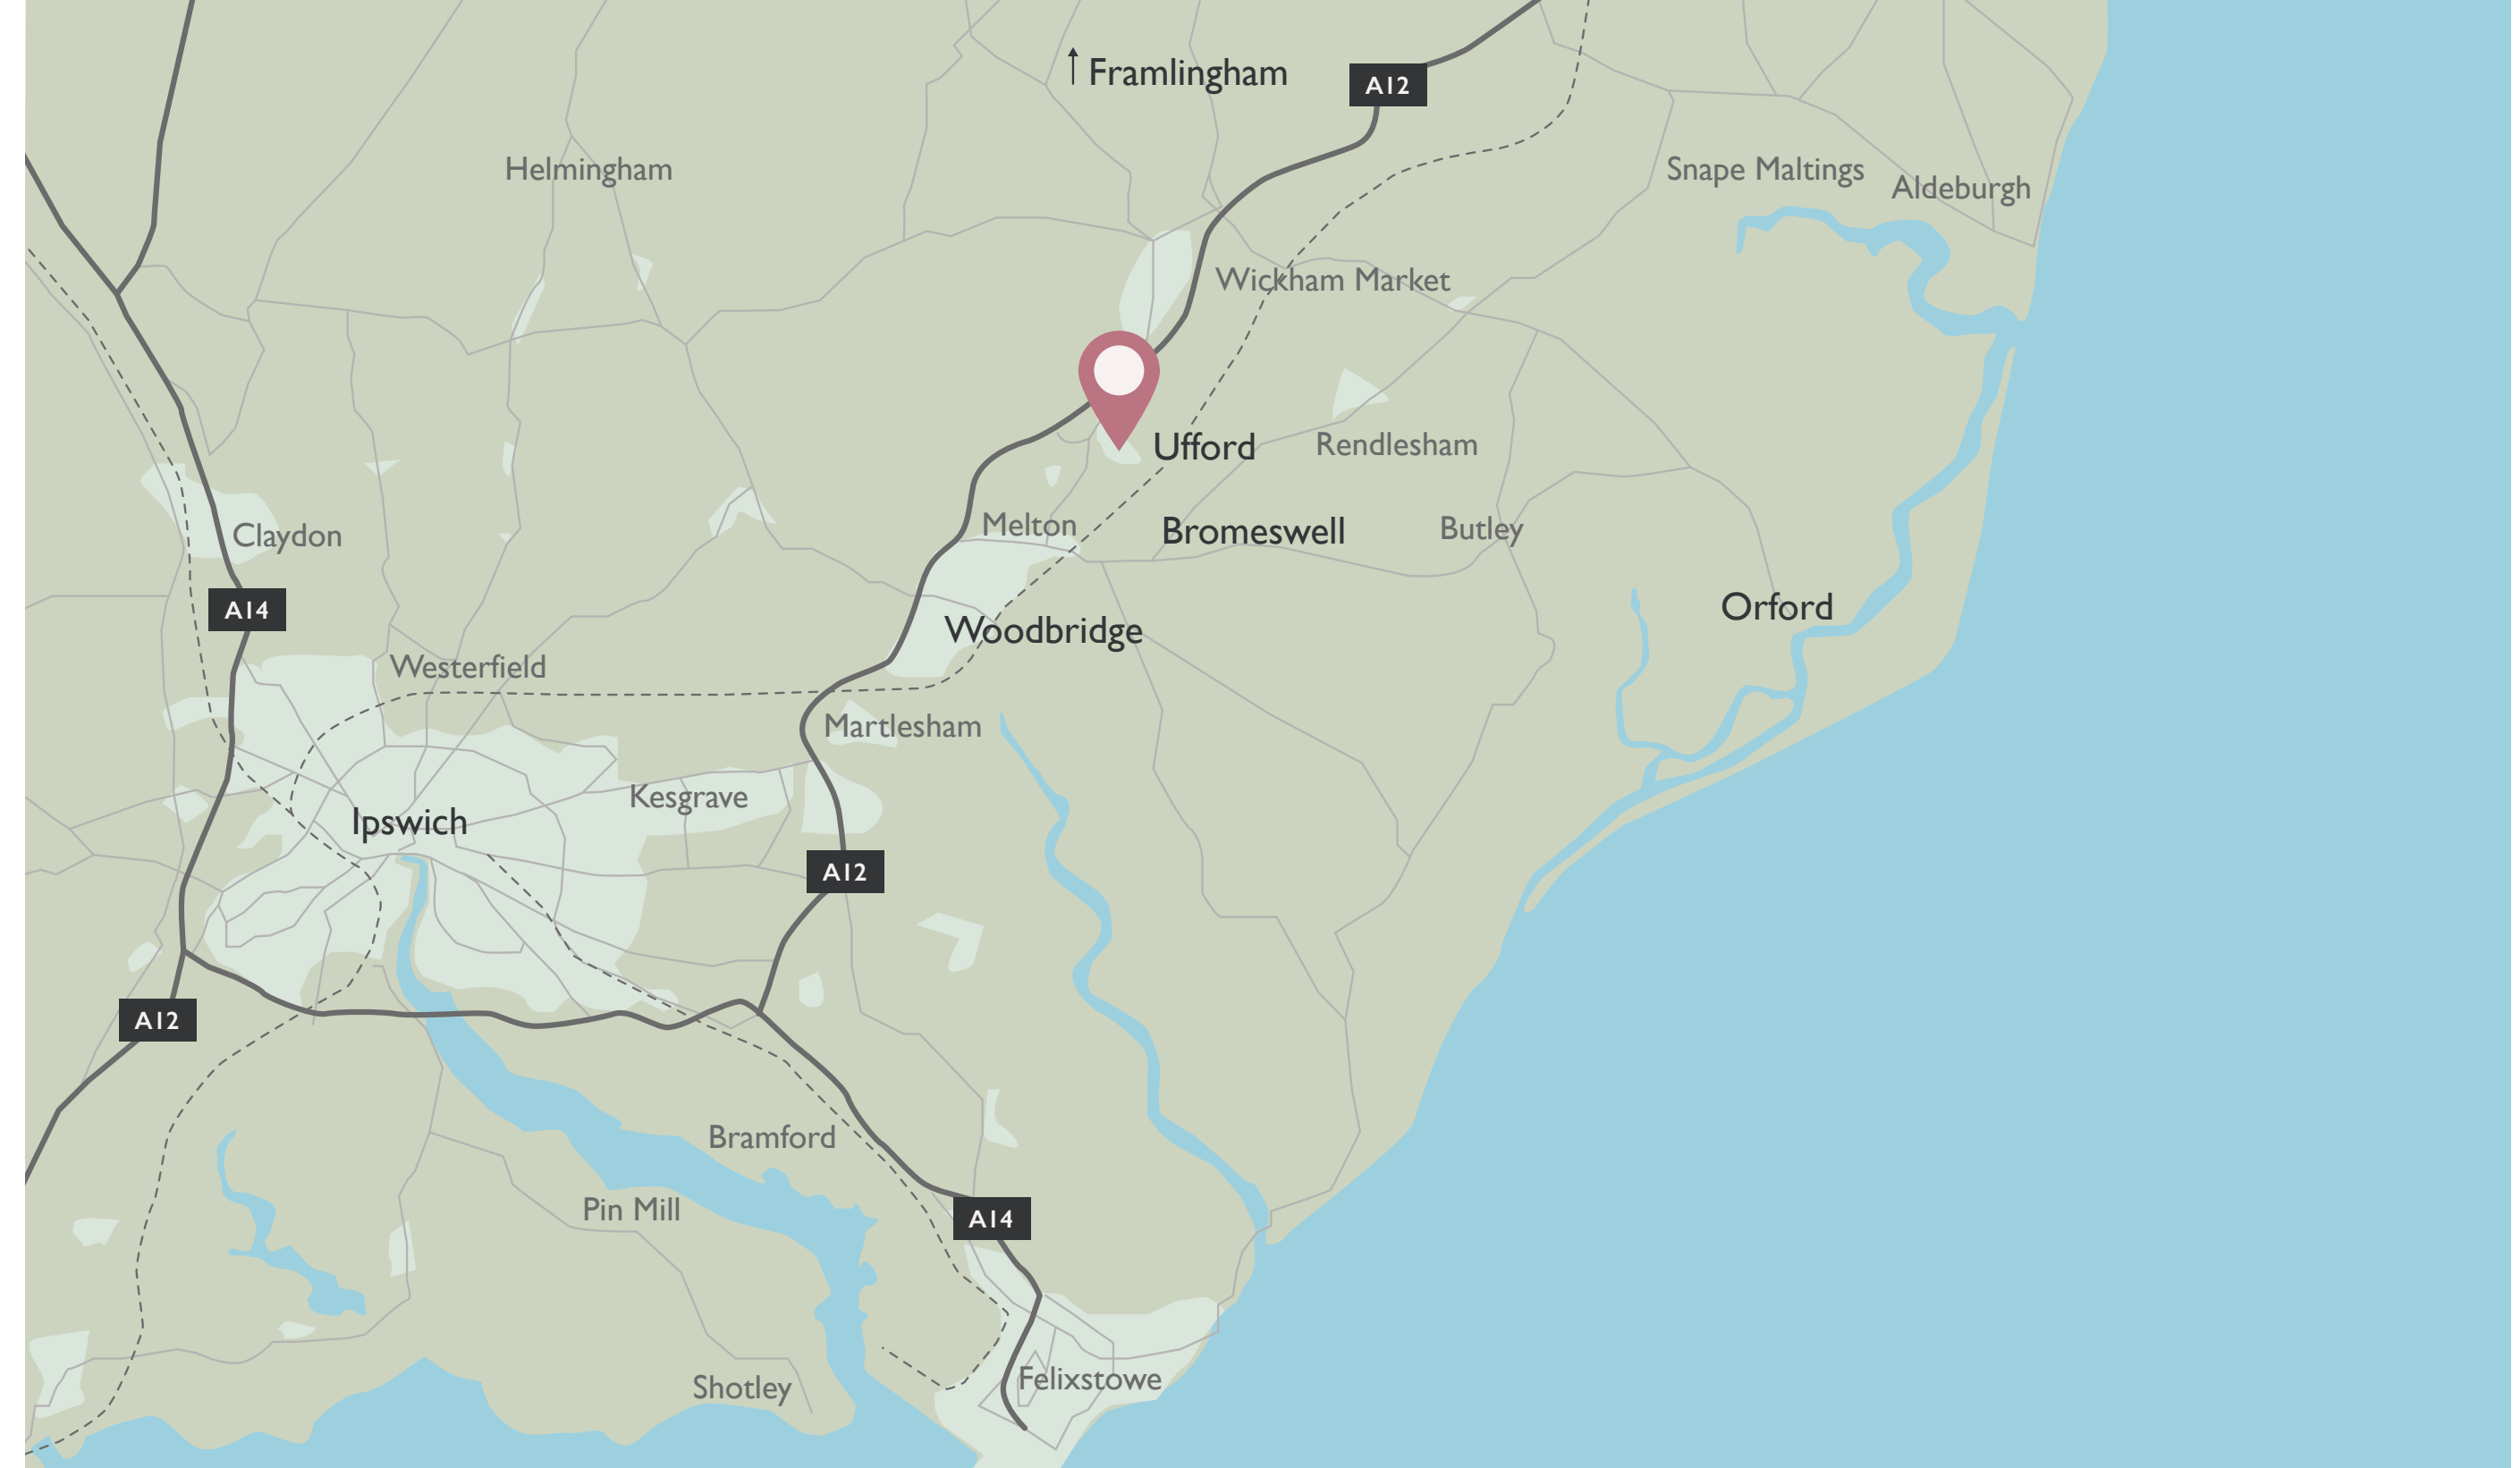 Framlingham
A12
Helmingham
Snape Maltings
Aldeburgh
Wickham Market
Ufford
Rendlesham
Melton
Bromeswell
Butley
Claydon
A14
Orford
Woodbridge
Westerfield
Martlesham
Kesgrave
Ipswich
A12
A12
Bramford
Pin Mill
A14
Felixstowe
Shotley